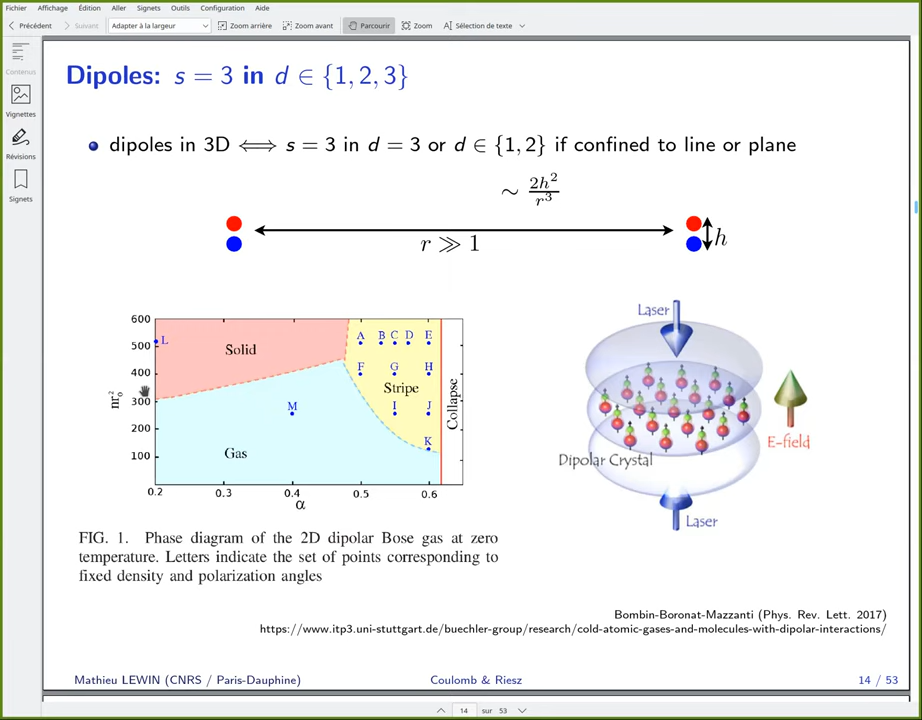 Fichier Affichage Édition Aller Signets Outils Configuration Aide
Précédent Suivant Adapter à la largeur Zoom arrière Zoom avant Parcourir Zoom Sélection de texte
Contenus
Vignettes
Révisions
Signets
Dipoles: s = 3 in d ∈ {1, 2, 3}
dipoles in 3D ⟺ s = 3 in d = 3 or d ∈ {1, 2} if confined to line or plane
∼ 2h²/r³
r ≫ 1
h
600
500
400
300
200
100
nr₀²
L
Solid
A B C D E
F G H
Stripe
M I J
K
Gas
Collapse
0.2 0.3 0.4 0.5 0.6
α
Laser
E-field
Dipolar Crystal
Laser
FIG. 1. Phase diagram of the 2D dipolar Bose gas at zero
temperature. Letters indicate the set of points corresponding to
fixed density and polarization angles
Bombin-Boronat-Mazzanti (Phys. Rev. Lett. 2017)
https://www.itp3.uni-stuttgart.de/buechler-group/research/cold-atomic-gases-and-molecules-with-dipolar-interactions/
Mathieu LEWIN (CNRS / Paris-Dauphine) Coulomb & Riesz 14 / 53
14 sur 53